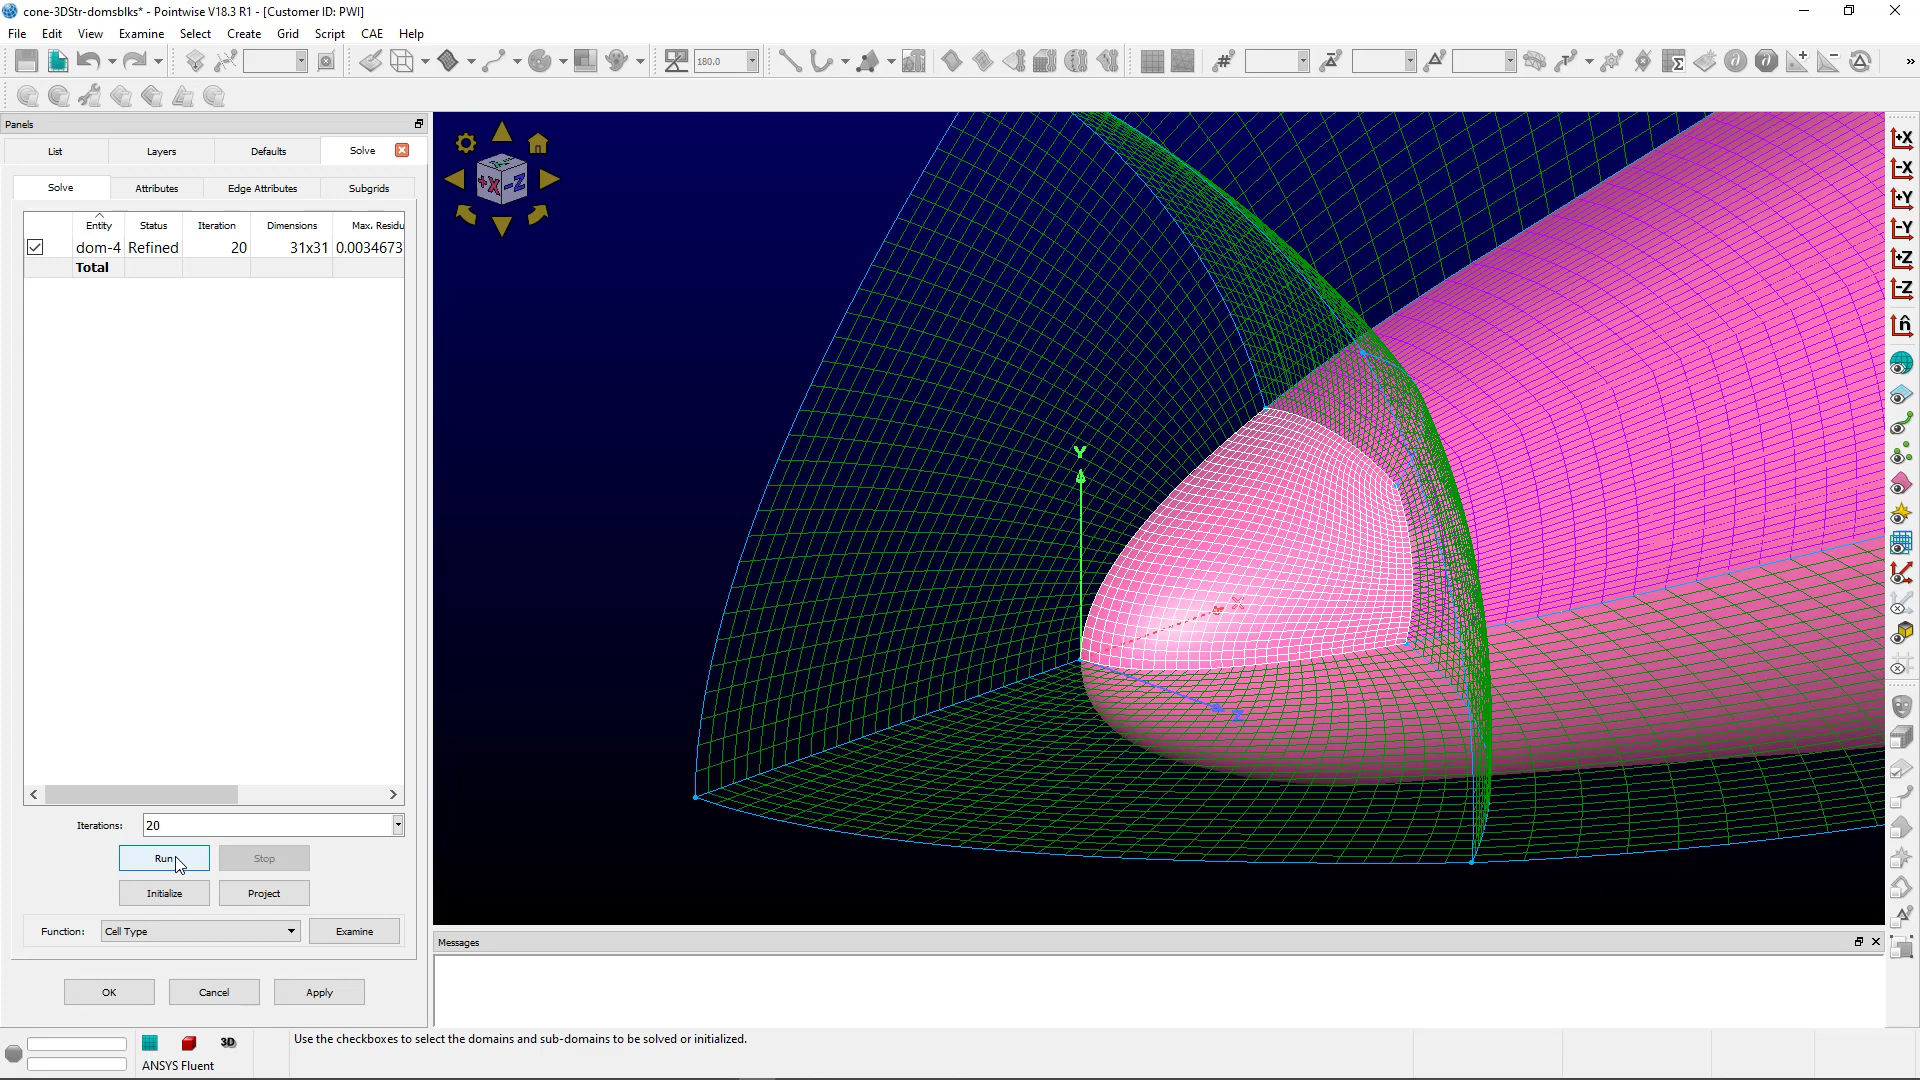 cone-3DStr-domsblks* - Pointwise V18.3 R1 - [Customer ID: PWI]
File Edit View Examine Select Create Grid Script CAE Help
180.0
»
Panels
List Layers Defaults Solve
Solve Attributes Edge Attributes Subgrids
Entity Status Iteration Dimensions Max. Residu
dom-4 Refined 20 31x31 0.0034673
Total
Iterations: 20
Run Stop
Initialize Project
Function: Cell Type Examine
OK Cancel Apply
+X -Z
Y
X
Z
+X
-X
+Y
-Y
+Z
-Z
n̂
Messages
3D
ANSYS Fluent
Use the checkboxes to select the domains and sub-domains to be solved or initialized.